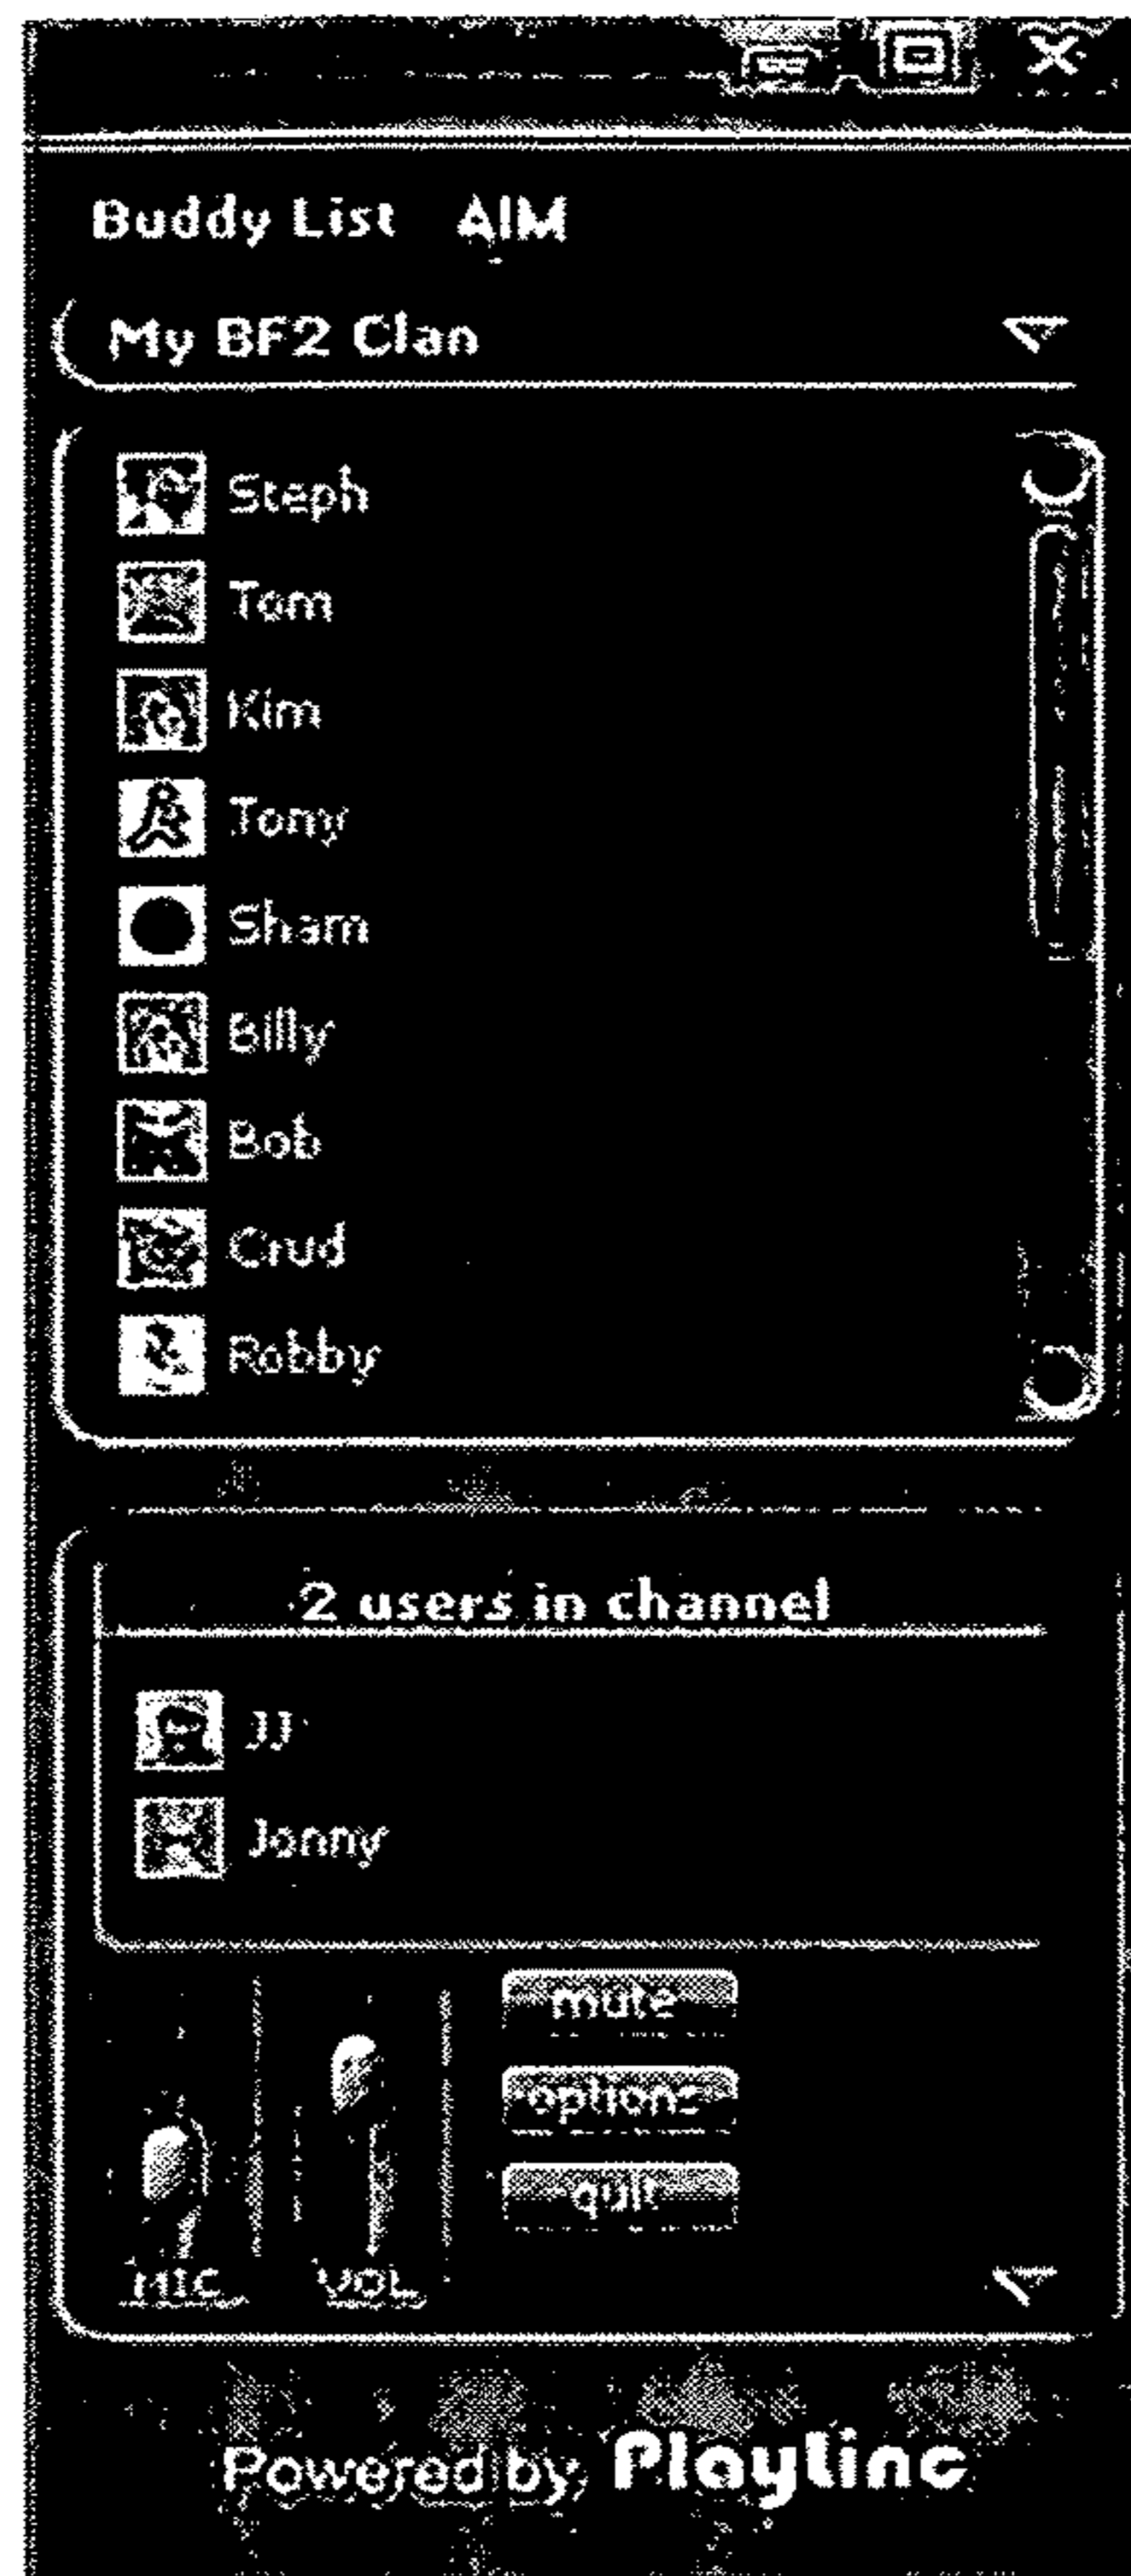 Buddy List AIM
My BF2 Clan
Steph
Tom
Kim
Tony
Sham
Billy
Bob
Crud
Robby
2 users in channel
JJ
Jonny
mute
options
quit
MIC VOL
Powered by PlayLinc